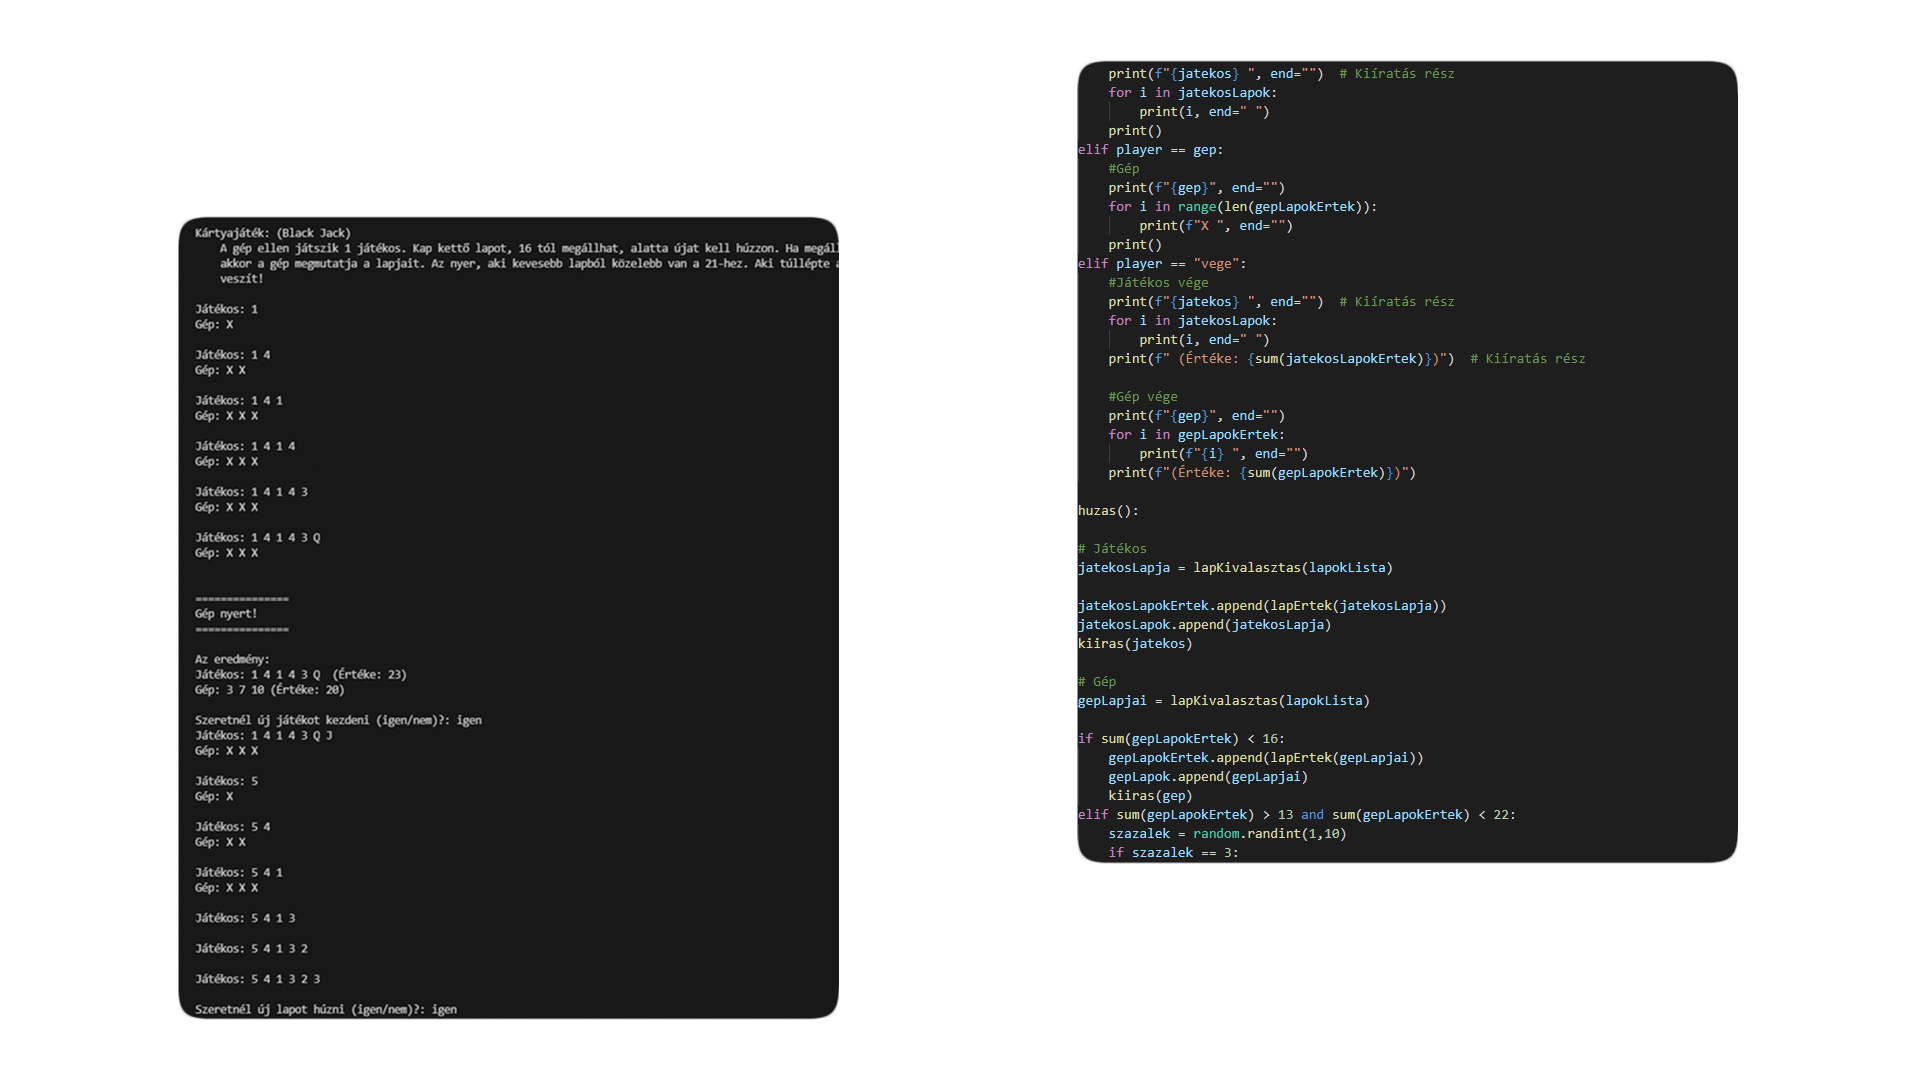 Kártyajáték: (Black Jack)
A gép ellen játszik 1 játékos. Kap kettő lapot, 16 tól megállhat, alatta újat kell húzzon. Ha megáll
akkor a gép megmutatja a lapjait. Az nyer, aki kevesebb lapból közelebb van a 21-hez. Aki túllépte
veszít!
Játékos: 1
Gép: X
Játékos: 1 4
Gép: X X
Játékos: 1 4 1
Gép: X X X
Játékos: 1 4 1 4
Gép: X X X
Játékos: 1 4 1 4 3
Gép: X X X
Játékos: 1 4 1 4 3 Q
Gép: X X X
===============
Gép nyert!
===============
Az eredmény:
Játékos: 1 4 1 4 3 Q  (Értéke: 23)
Gép: 3 7 10 (Értéke: 20)
Szeretnél új játékot kezdeni (igen/nem)?: igen
Játékos: 1 4 1 4 3 Q J
Gép: X X X
Játékos: 5
Gép: X
Játékos: 5 4
Gép: X X
Játékos: 5 4 1
Gép: X X X
Játékos: 5 4 1 3
Játékos: 5 4 1 3 2
Játékos: 5 4 1 3 2 3
Szeretnél új lapot húzni (igen/nem)?: igen
print(f"{jatekos} ", end="")  # Kiíratás rész
for i in jatekosLapok:
print(i, end=" ")
print()
elif player == gep:
#Gép
print(f"{gep}", end="")
for i in range(len(gepLapokErtek)):
print(f"X ", end="")
print()
elif player == "vege":
#Játékos vége
print(f"{jatekos} ", end="")  # Kiíratás rész
for i in jatekosLapok:
print(i, end=" ")
print(f" (Értéke: {sum(jatekosLapokErtek)})")  # Kiíratás rész
#Gép vége
print(f"{gep}", end="")
for i in gepLapokErtek:
print(f"{i} ", end="")
print(f"(Értéke: {sum(gepLapokErtek)})")
huzas():
# Játékos
jatekosLapja = lapKivalasztas(lapokLista)
jatekosLapokErtek.append(lapErtek(jatekosLapja))
jatekosLapok.append(jatekosLapja)
kiiras(jatekos)
# Gép
gepLapjai = lapKivalasztas(lapokLista)
if sum(gepLapokErtek) < 16:
gepLapokErtek.append(lapErtek(gepLapjai))
gepLapok.append(gepLapjai)
kiiras(gep)
elif sum(gepLapokErtek) > 13 and sum(gepLapokErtek) < 22:
szazalek = random.randint(1,10)
if szazalek == 3: